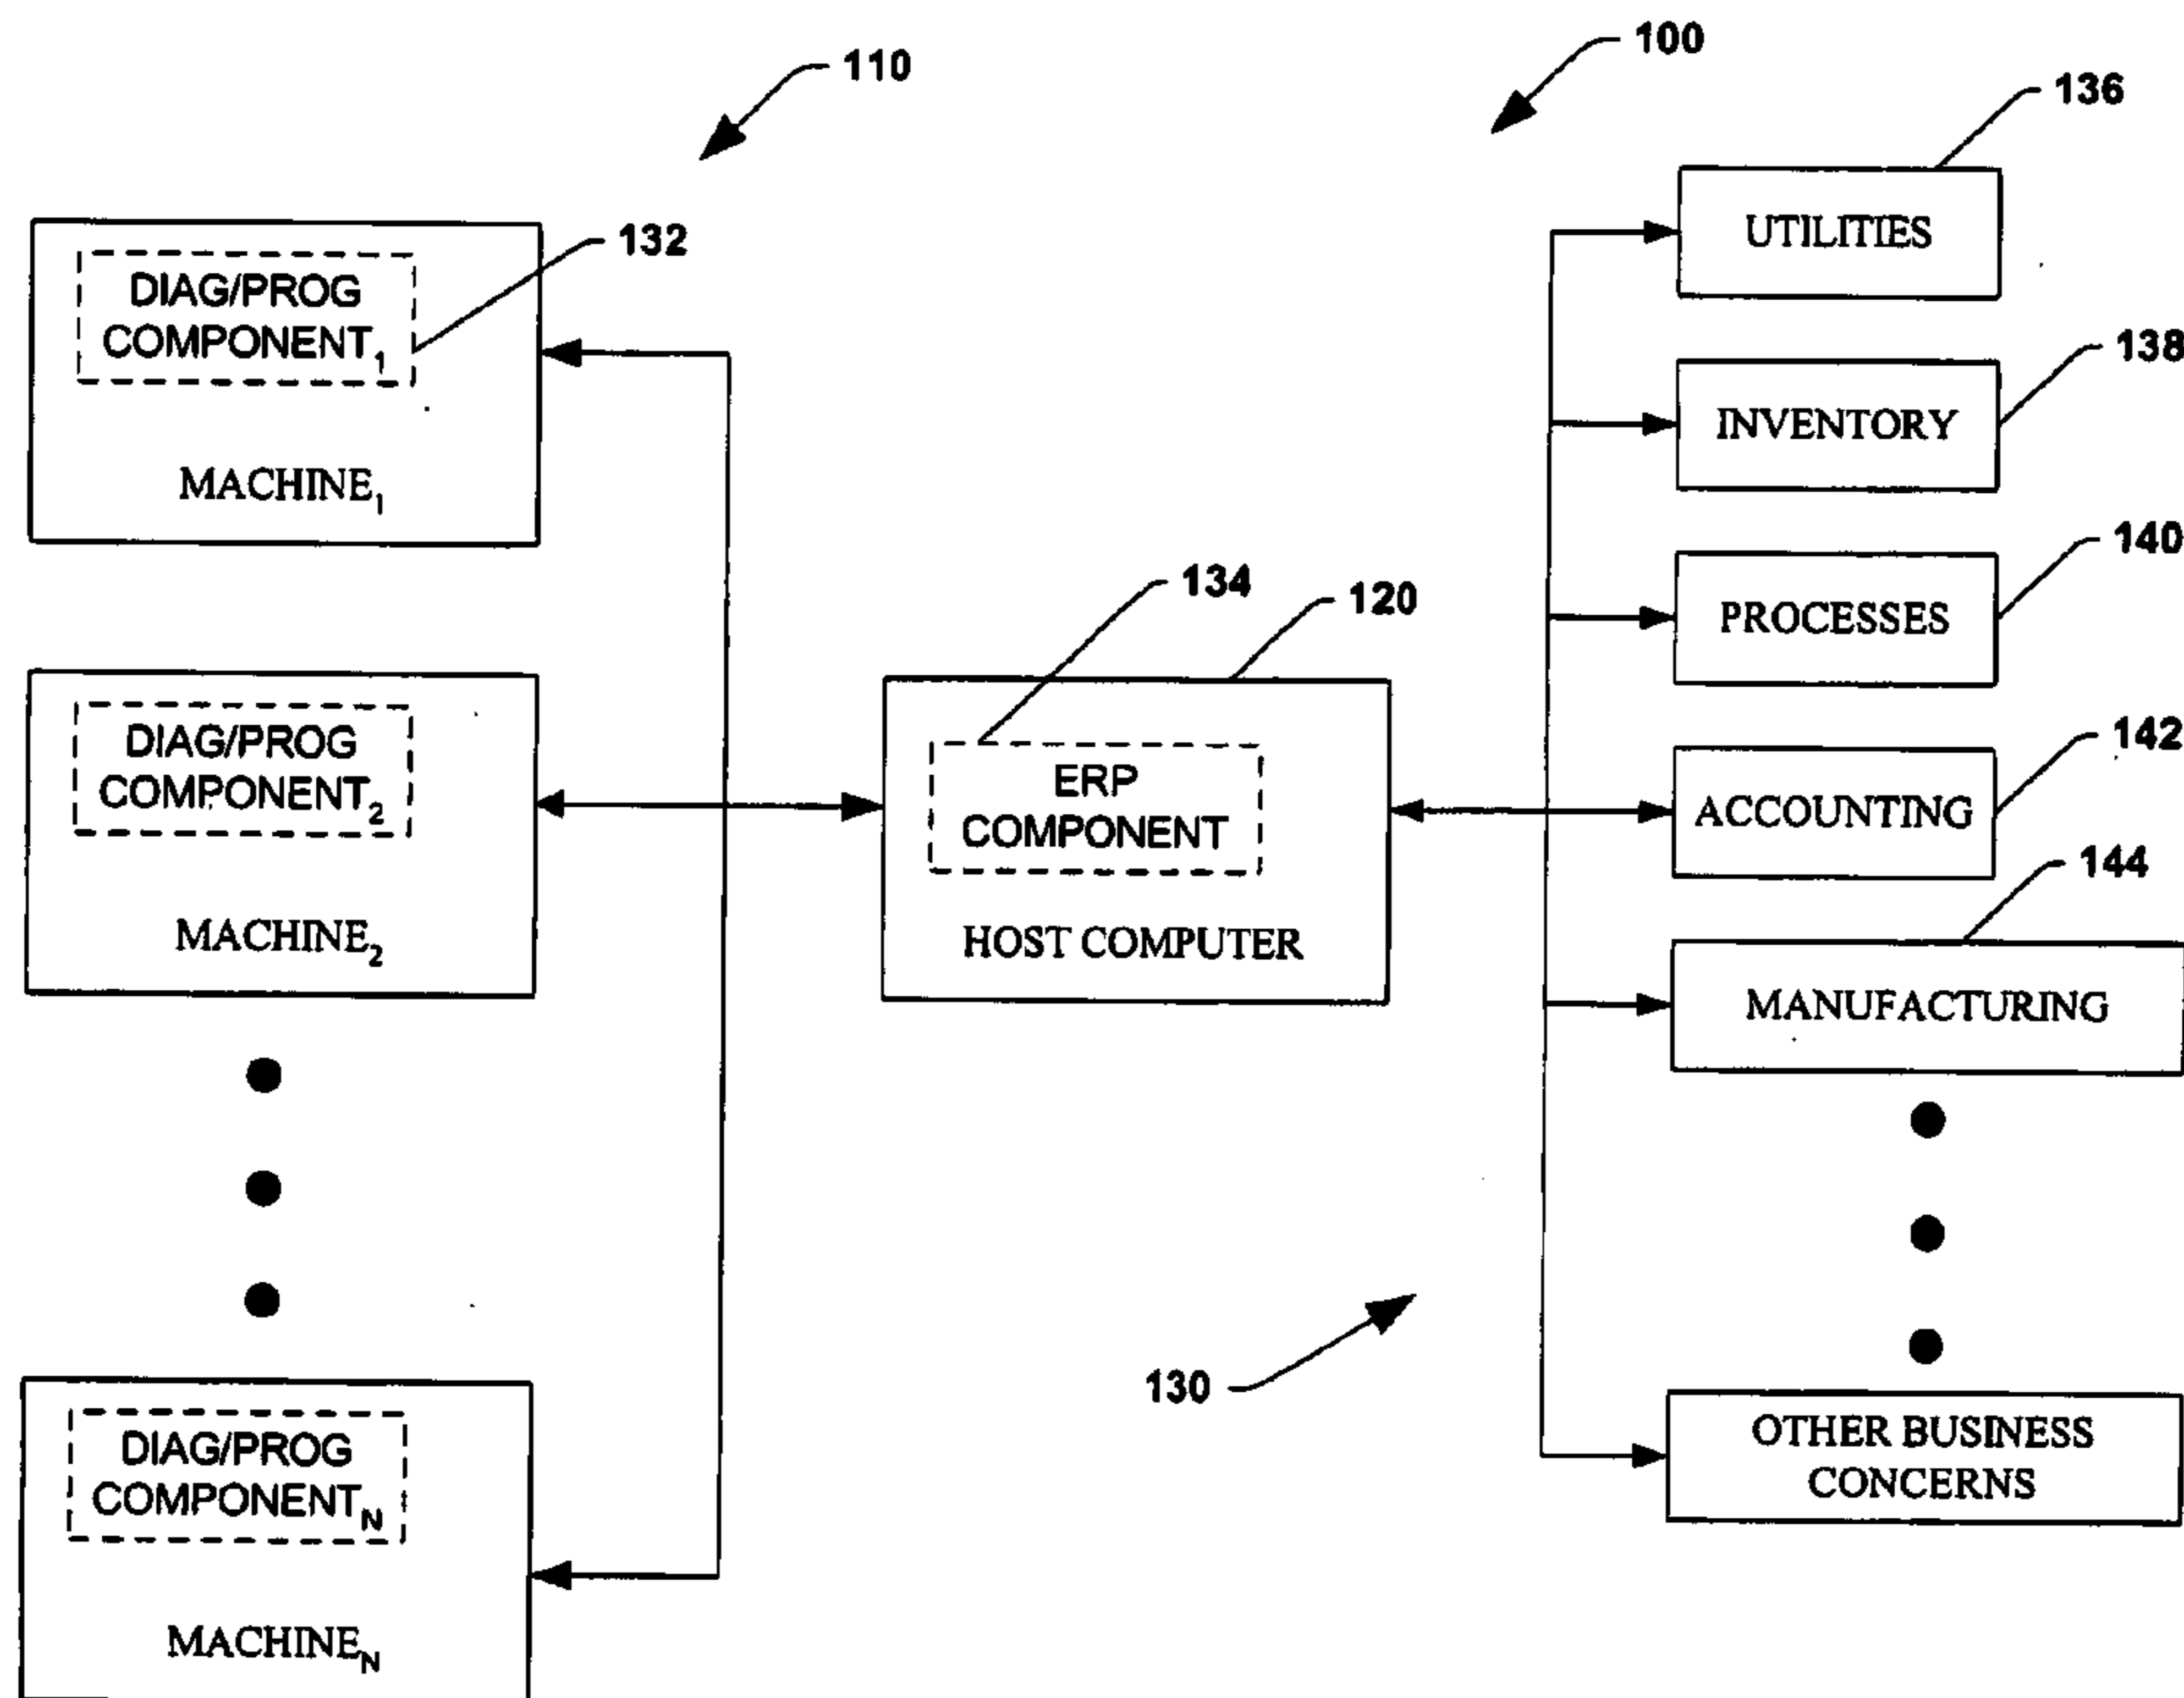 100
110
136
UTILITIES
132
DIAG/PROG
COMPONENT1
MACHINE1
138
INVENTORY
140
PROCESSES
134
120
ERP
COMPONENT
HOST COMPUTER
DIAG/PROG
COMPONENT2
MACHINE2
142
ACCOUNTING
144
MANUFACTURING
130
DIAG/PROG
COMPONENTN
MACHINEN
OTHER BUSINESS
CONCERNS